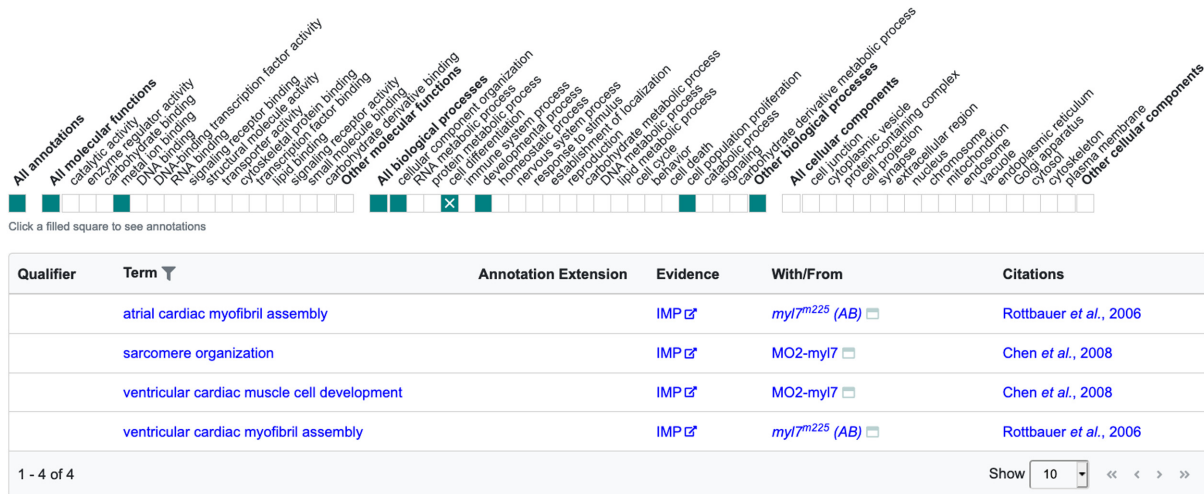 All annotations
All molecular functions
catalytic activity
enzyme regulator activity
carbohydrate binding
metal ion binding
DNA binding
DNA-binding transcription factor activity
RNA binding
signaling receptor binding
structural molecule activity
transporter activity
cytoskeletal protein binding
transcription factor binding
lipid binding
signaling receptor activity
small molecule binding
carbohydrate derivative binding
Other molecular functions
All biological processes
cellular component organization
RNA metabolic process
protein metabolic process
cell differentiation
immune system process
developmental process
homeostatic process
nervous system process
response to stimulus
establishment of localization
reproduction
carbohydrate metabolic process
DNA metabolic process
lipid metabolic process
cell cycle
behavior
cell death
cell population proliferation
catabolic process
signaling
carbohydrate derivative metabolic process
Other biological processes
All cellular components
cell junction
cytoplasmic vesicle
protein-containing complex
cell projection
synapse
extracellular region
nucleus
chromosome
mitochondrion
endosome
vacuole
endoplasmic reticulum
Golgi apparatus
cytosol
cytoskeleton
plasma membrane
Other cellular components
Click a filled square to see annotations
Qualifier Term Annotation Extension Evidence With/From Citations
atrial cardiac myofibril assembly IMP myl7m225 (AB) Rottbauer et al., 2006
sarcomere organization IMP MO2-myl7 Chen et al., 2008
ventricular cardiac muscle cell development IMP MO2-myl7 Chen et al., 2008
ventricular cardiac myofibril assembly IMP myl7m225 (AB) Rottbauer et al., 2006
1 - 4 of 4 Show 10